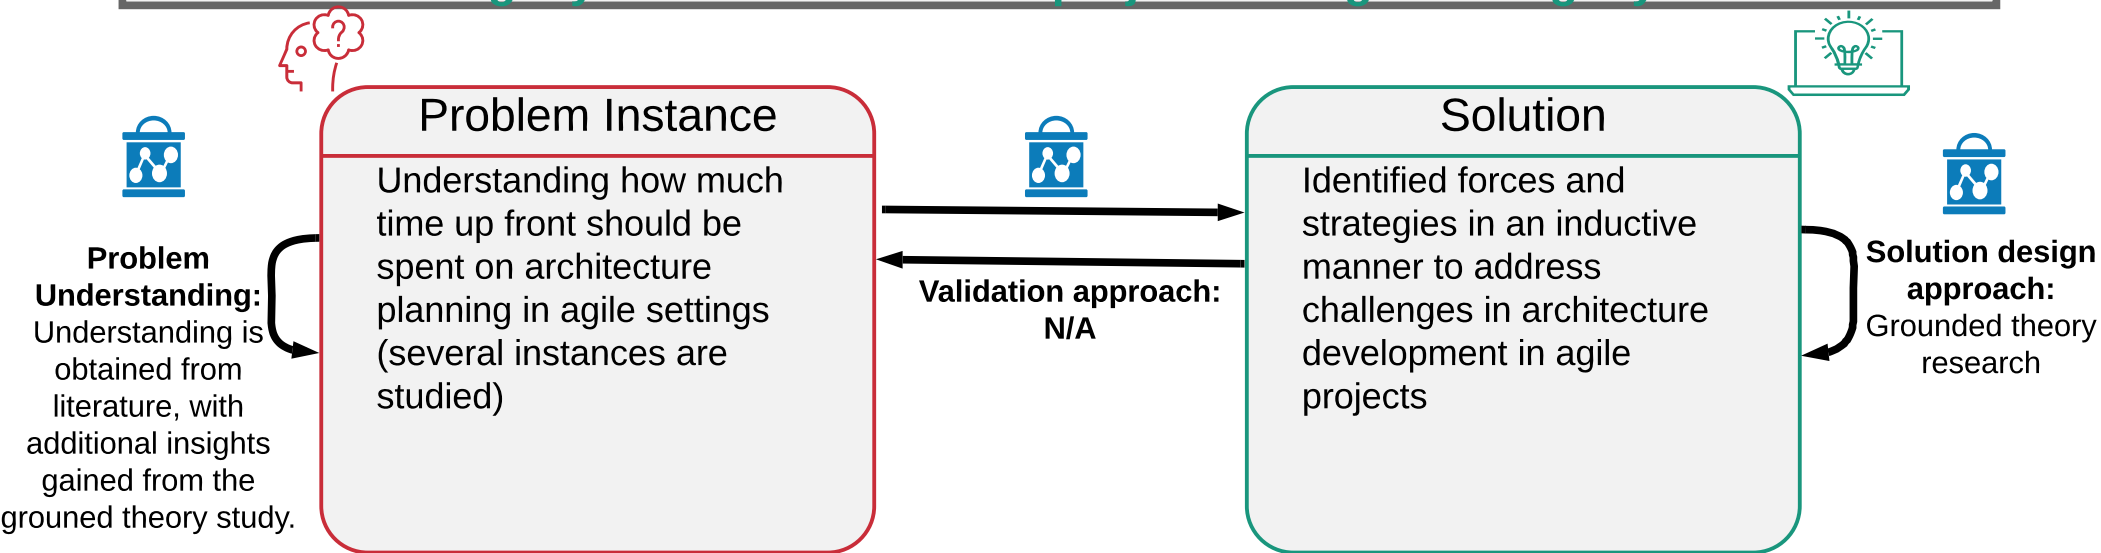 Problem Instance
Understanding how much
time up front should be
spent on architecture
planning in agile settings
(several instances are
studied)
Problem
Understanding:
Understanding is
obtained from
literature, with
additional insights
gained from the
grouned theory study.
Validation approach:
N/A
Solution
Identified forces and
strategies in an inductive
manner to address
challenges in architecture
development in agile
projects
Solution design
approach:
Grounded theory
research
?